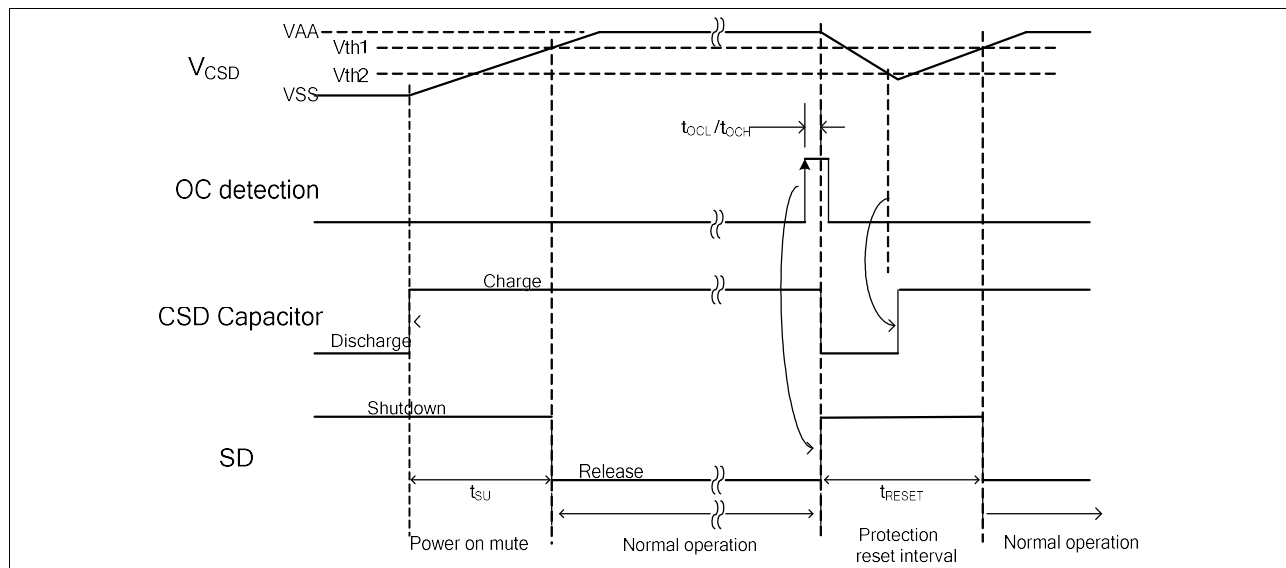 VAA
Vth1
VCSD
Vth2
VSS
tOCL/tOCH
OC detection
Charge
CSD Capacitor
Discharge
Shutdown
SD
Release
tSU
tRESET
Power on mute
Normal operation
Protection
reset interval
Normal operation